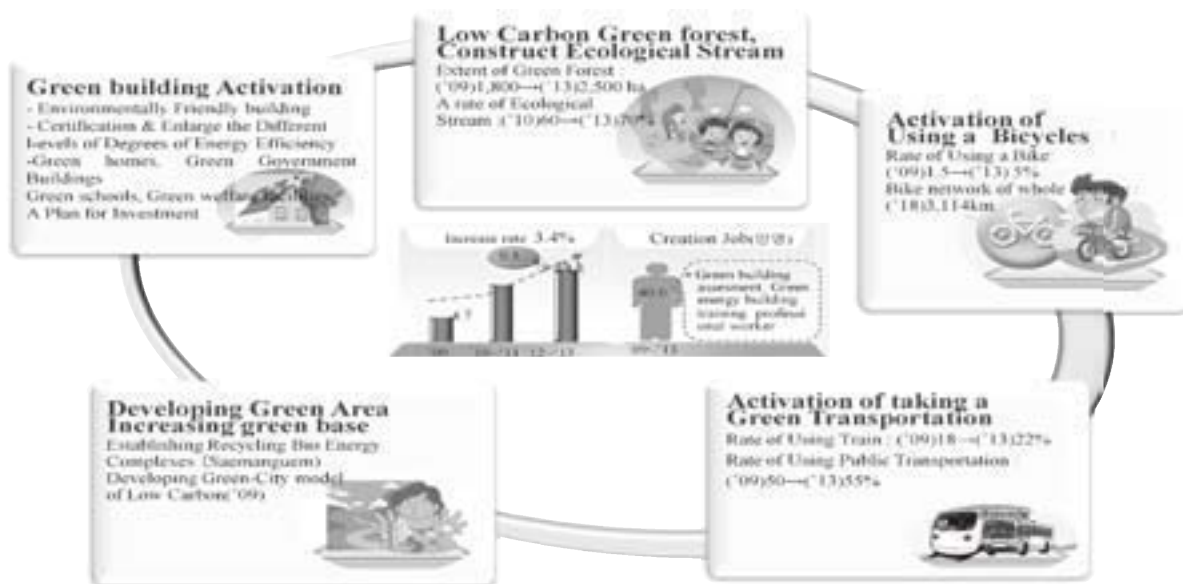 Low Carbon Green forest,
Construct Ecological Stream
Extent of Green Forest :
('09)1,800→('13)2,500 ha
A rate of Ecological
Stream :('10)60→('13)70%
Green building Activation
- Environmentally Friendly building
- Certification & Enlarge the Different
Levels of Degrees of Energy Efficiency
-Green homes, Green Government
Buildings
Green schools, Green welfare
A Plan for Investment
Activation of
Using a Bicycles
Rate of Using a Bike
('09)1.5→('13) 5%
Bike network of whole
('18)3,114km
Increase rate 3.4%
Creation Job
Green building
assesment, Green
energy building
training, profess
onal worker
Developing Green Area
Increasing green base
Establishing Recycling Bio Energy
Complexes (Saemanguem)
Developing Green-City model
of Low Carbon('09)
Activation of taking a
Green Transportation
Rate of Using Train : ('09)18→('13)22%
Rate of Using Public Transportation
('09)50→('13)55%